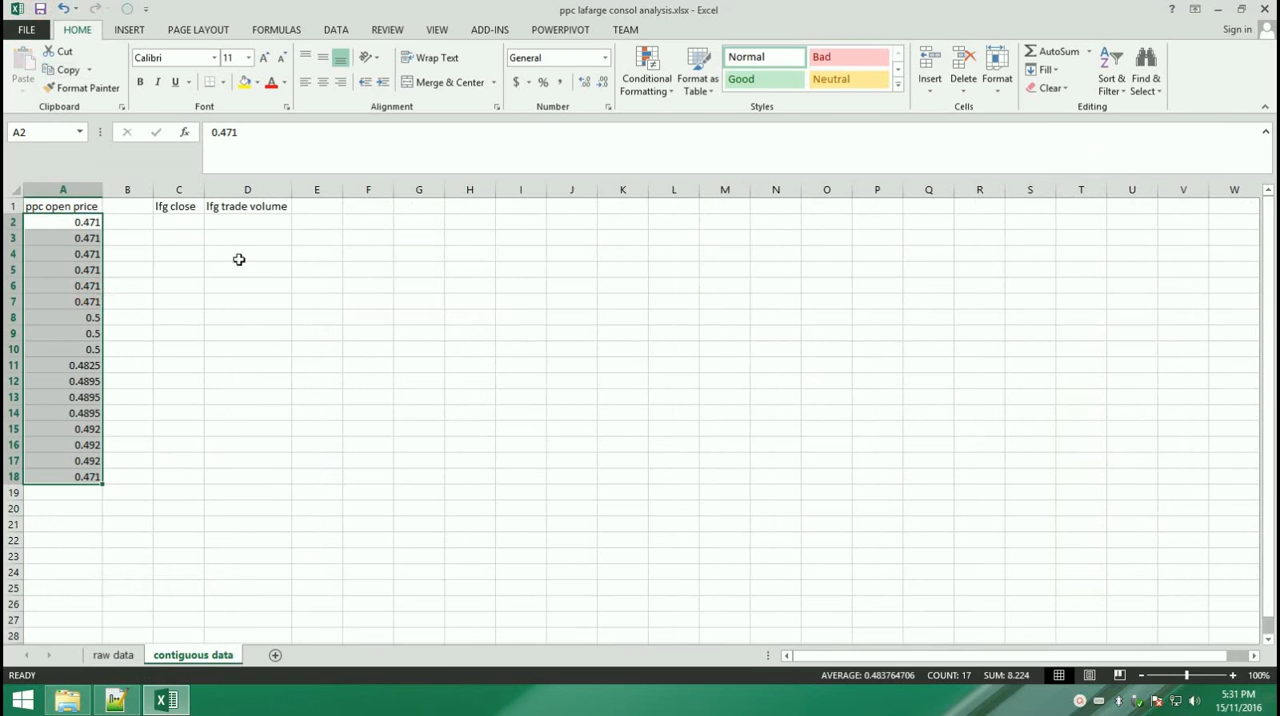 ppc lafarge consol analysis.xlsx - Excel
FILE HOME INSERT PAGE LAYOUT FORMULAS DATA REVIEW VIEW ADD-INS POWERPIVOT TEAM Sign in
Paste Cut Copy Format Painter
Clipboard
Calibri 11
B I U A
Font
Wrap Text
Merge & Center
Alignment
General
$ % ,
Number
Conditional Formatting Format as Table
Normal Bad
Good Neutral
Styles
Insert Delete Format
Cells
AutoSum
Fill
Clear
Sort & Filter Find & Select
Editing
A2 fx 0.471
A B C D E F G H I J K L M N O P Q R S T U V W
1 ppc open price lfg close lfg trade volume
2 0.471
3 0.471
4 0.471
5 0.471
6 0.471
7 0.471
8 0.5
9 0.5
10 0.5
11 0.4825
12 0.4895
13 0.4895
14 0.4895
15 0.492
16 0.492
17 0.492
18 0.471
19
20
21
22
23
24
25
26
27
28
raw data contiguous data
READY AVERAGE: 0.483764706 COUNT: 17 SUM: 8.224 100%
5:31 PM
15/11/2016